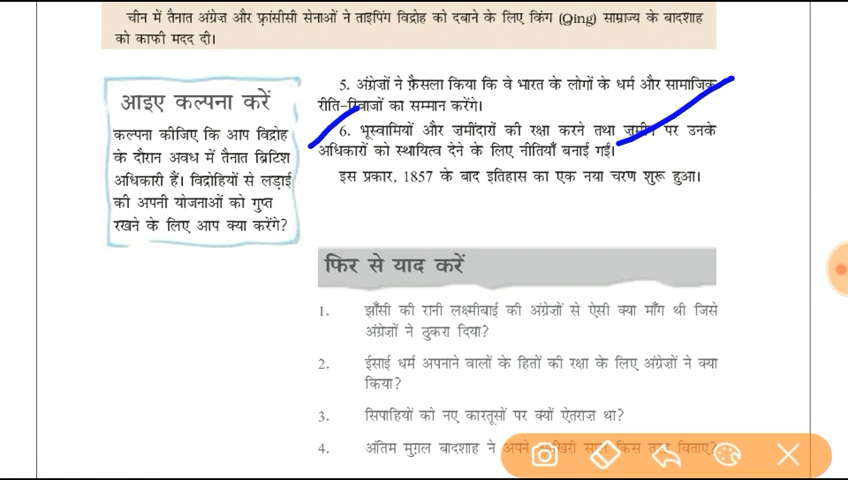 चीन में तैनात अंग्रेज़ और फ़्रांसीसी सेनाओं ने ताइपिंग विद्रोह को दबाने के लिए किंग (Qing) साम्राज्य के बादशाह
को काफी मदद दी।
आइए कल्पना करें
कल्पना कीजिए कि आप विद्रोह
के दौरान अवध में तैनात ब्रिटिश
अधिकारी हैं। विद्रोहियों से लड़ाई
की अपनी योजनाओं को गुप्त
रखने के लिए आप क्या करेंगे?
5. अंग्रेज़ों ने फ़ैसला किया कि वे भारत के लोगों के धर्म और सामाजिक
रीति-रिवाजों का सम्मान करेंगे।
6. भूस्वामियों और ज़मींदारों की रक्षा करने तथा ज़मीन पर उनके
अधिकारों को स्थायित्व देने के लिए नीतियाँ बनाई गईं।
इस प्रकार, 1857 के बाद इतिहास का एक नया चरण शुरू हुआ।
फिर से याद करें
1. झाँसी की रानी लक्ष्मीबाई की अंग्रेज़ों से ऐसी क्या माँग थी जिसे
अंग्रेज़ों ने ठुकरा दिया?
2. ईसाई धर्म अपनाने वालों के हितों की रक्षा के लिए अंग्रेज़ों ने क्या
किया?
3. सिपाहियों को नए कारतूसों पर क्यों ऐतराज़ था?
4. अंतिम मुग़ल बादशाह ने अपने आखिरी साल किस तरह बिताए?